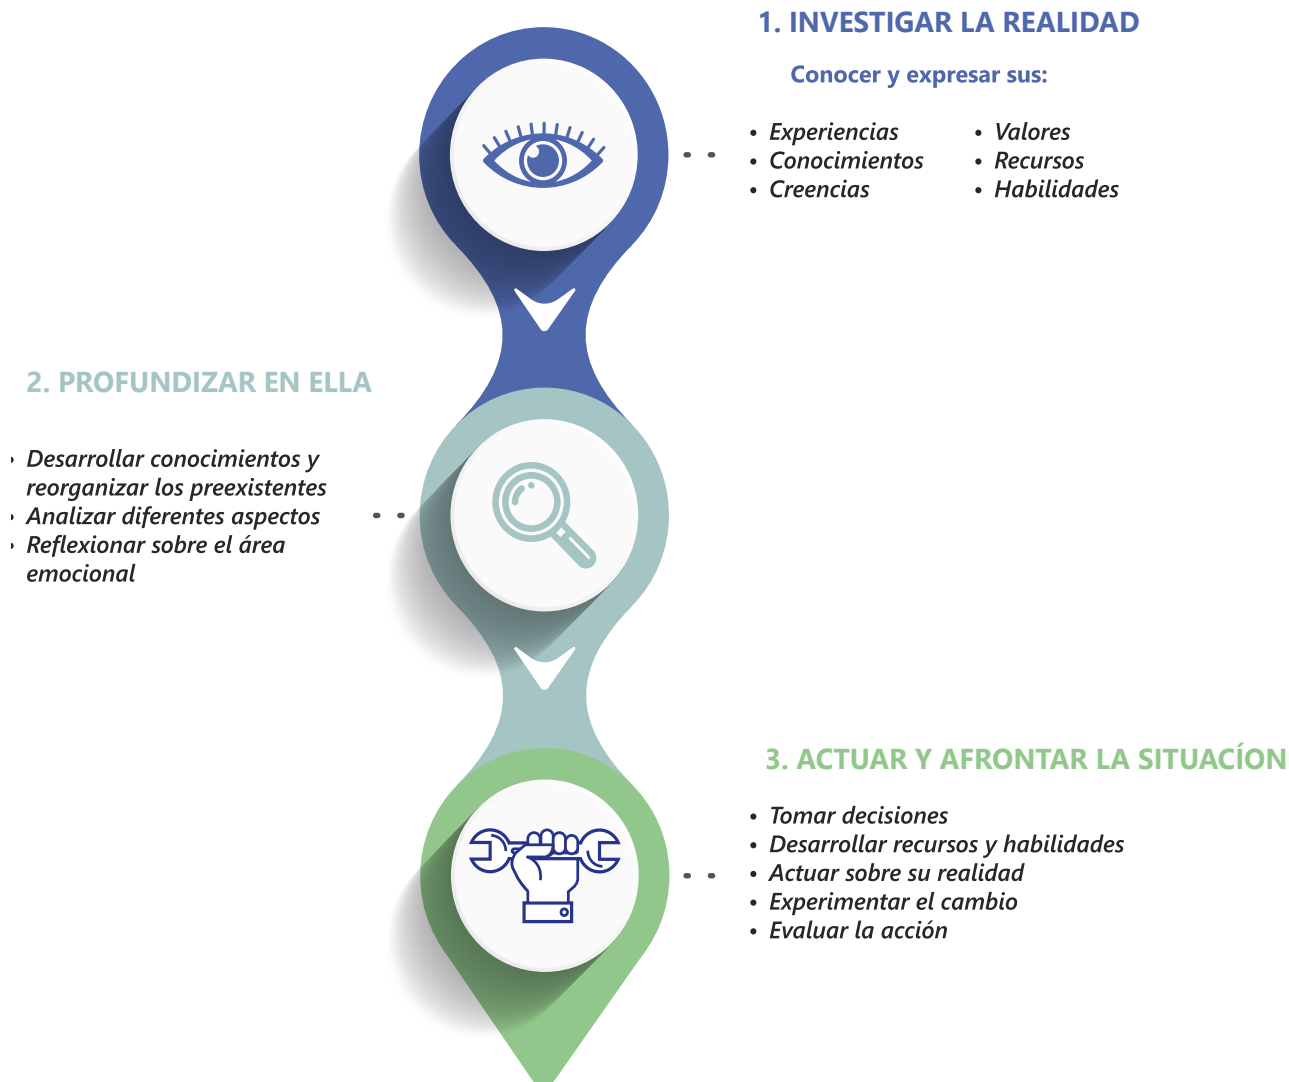 1. INVESTIGAR LA REALIDAD
Conocer y expresar sus:
• Experiencias
• Conocimientos
• Creencias
• Valores
• Recursos
• Habilidades
2. PROFUNDIZAR EN ELLA
• Desarrollar conocimientos y
reorganizar los preexistentes
• Analizar diferentes aspectos
• Reflexionar sobre el área
emocional
3. ACTUAR Y AFRONTAR LA SITUACÍON
• Tomar decisiones
• Desarrollar recursos y habilidades
• Actuar sobre su realidad
• Experimentar el cambio
• Evaluar la acción